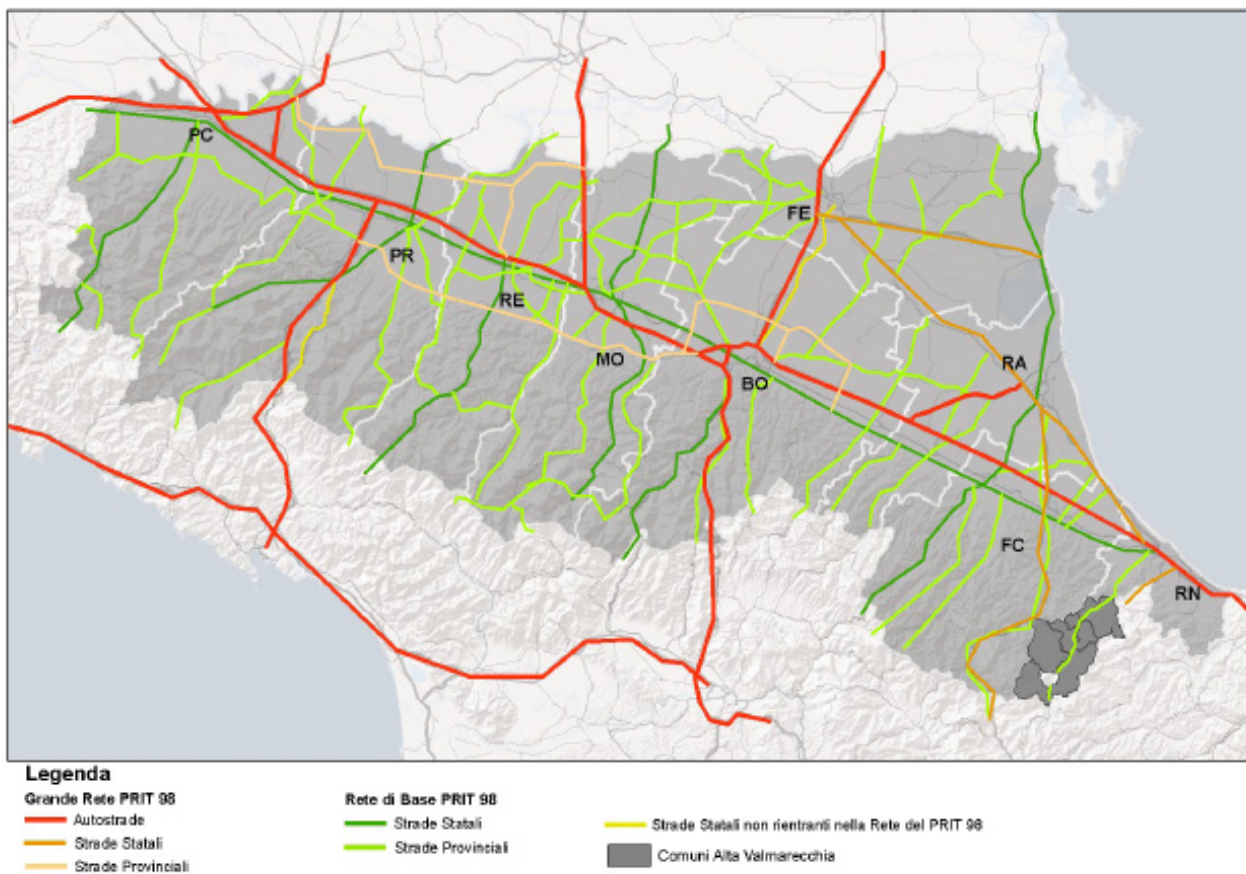 PC
FE
PR
RE
MO
BO
RA
FC
RN
Legenda
Grande Rete PRIT 98
Autostrade
Strade Statali
Strade Provinciali
Rete di Base PRIT 98
Strade Statali
Strade Provinciali
Strade Statali non rientranti nella Rete del PRIT 98
Comuni Alta Valmarecchia